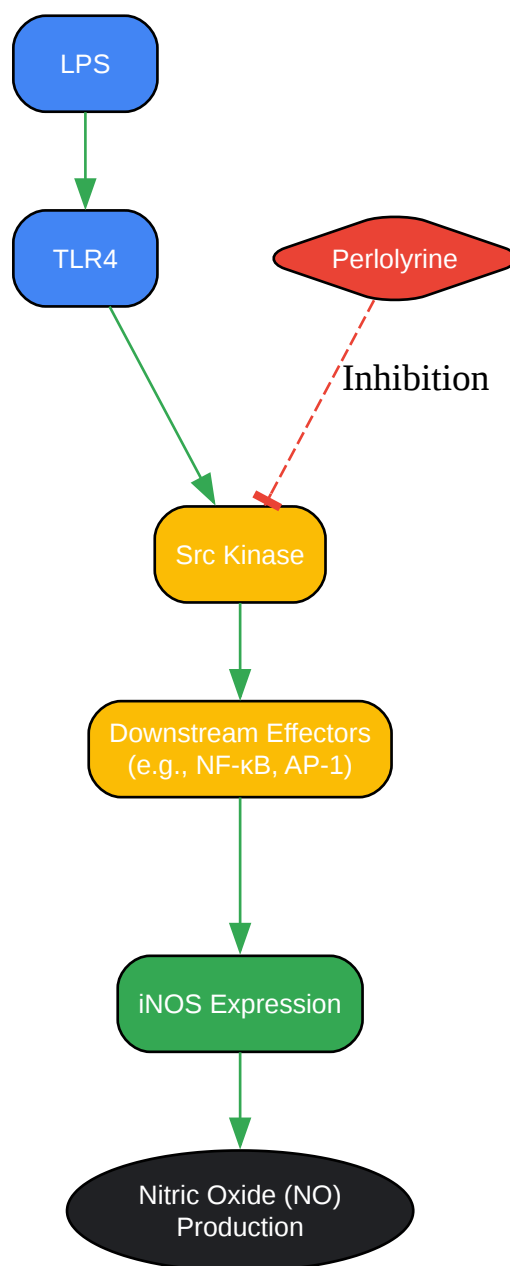 LPS
TLR4
Perlolyrine
Inhibition
Src Kinase
Downstream Effectors
(e.g., NF-κB, AP-1)
iNOS Expression
Nitric Oxide (NO)
Production